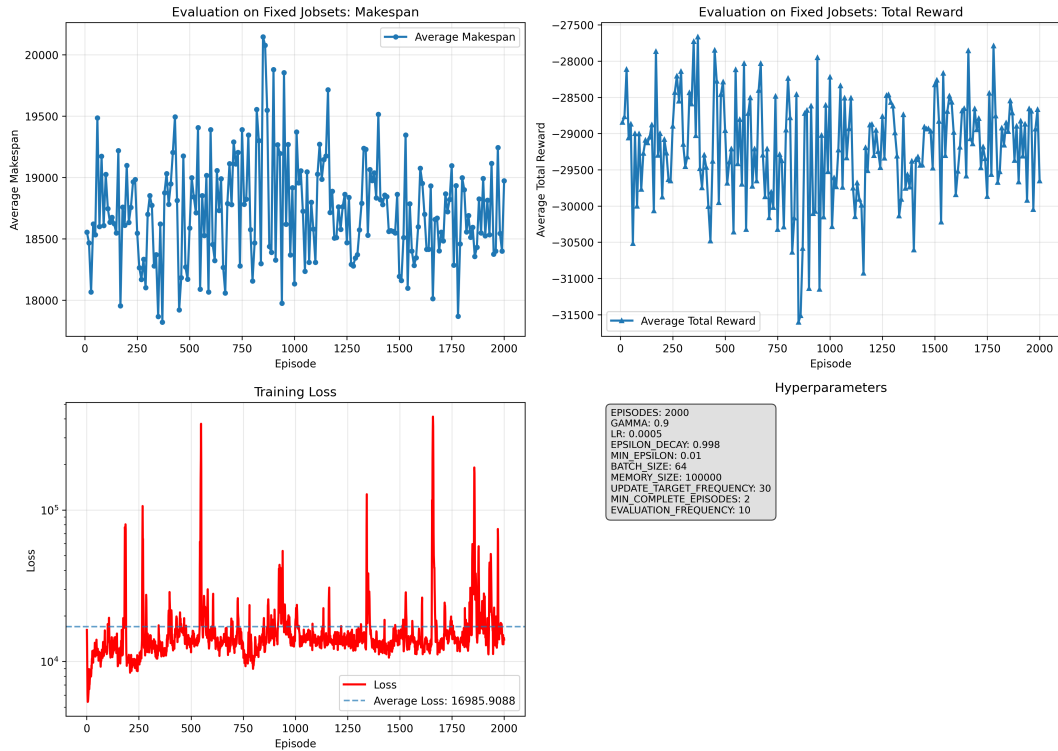 Evaluation on Fixed Jobsets: Makespan
Average Makespan
20000
19500
19000
18500
18000
Average Makespan
0
250
500
750
1000
1250
1500
1750
2000
Episode
Evaluation on Fixed Jobsets: Total Reward
−27500
−28000
−28500
−29000
−29500
−30000
−30500
−31000
−31500
Average Total Reward
Average Total Reward
0
250
500
750
1000
1250
1500
1750
2000
Episode
Training Loss
10⁵
10⁴
Loss
Loss
Average Loss: 16985.9088
0
250
500
750
1000
1250
1500
1750
2000
Episode
Hyperparameters
EPISODES: 2000
GAMMA: 0.9
LR: 0.0005
EPSILON_DECAY: 0.998
MIN_EPSILON: 0.01
BATCH_SIZE: 64
MEMORY_SIZE: 100000
UPDATE_TARGET_FREQUENCY: 30
MIN_COMPLETE_EPISODES: 2
EVALUATION_FREQUENCY: 10